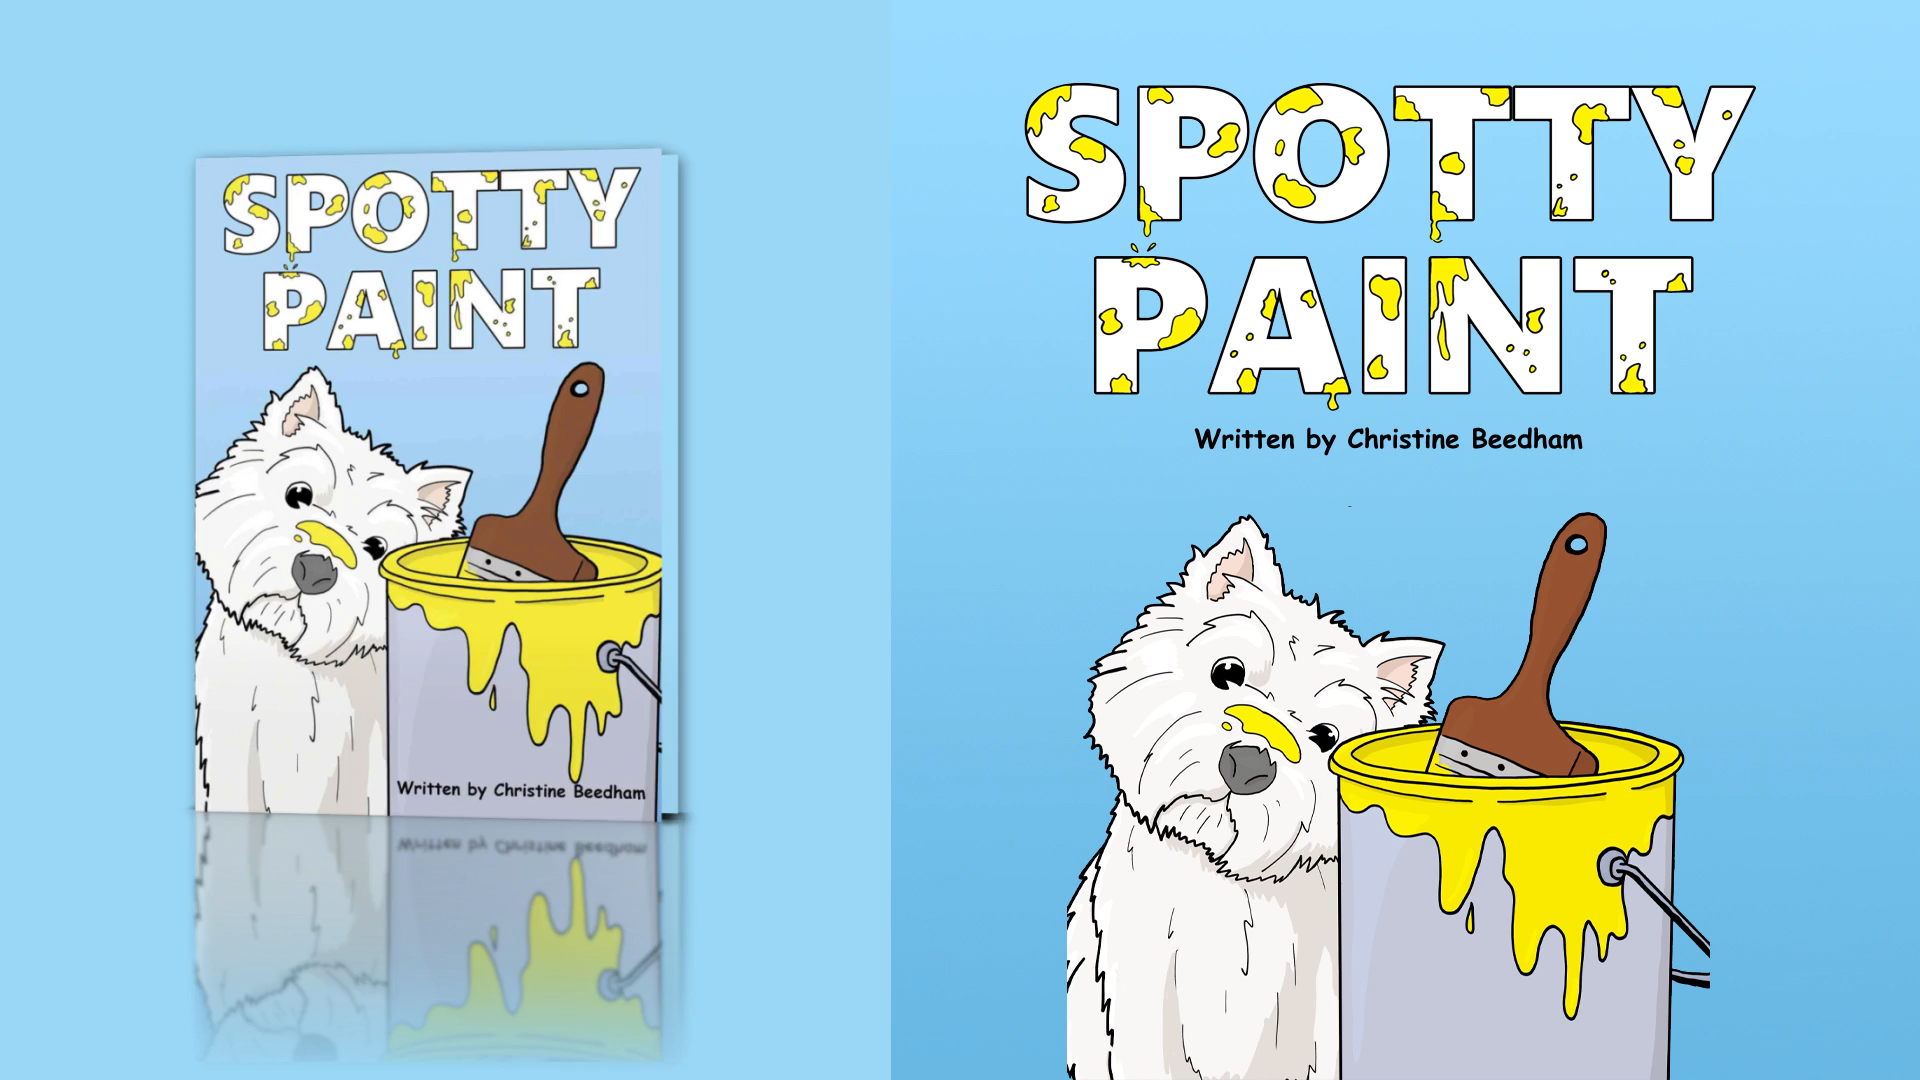 SPOTTY
PAINT
Written by Christine Beedham
SPOTTY
PAINT
Written by Christine Beedham